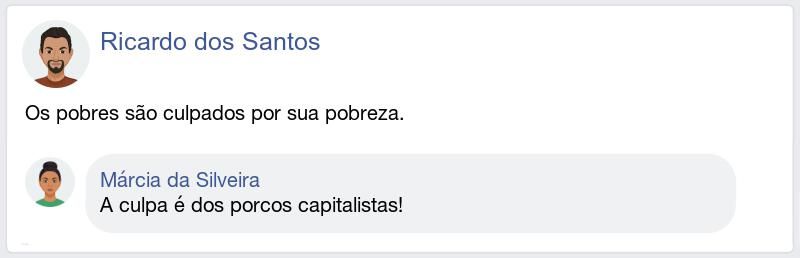 Ricardo dos Santos
Os pobres são culpados por sua pobreza.
Márcia da Silveira
A culpa é dos porcos capitalistas!